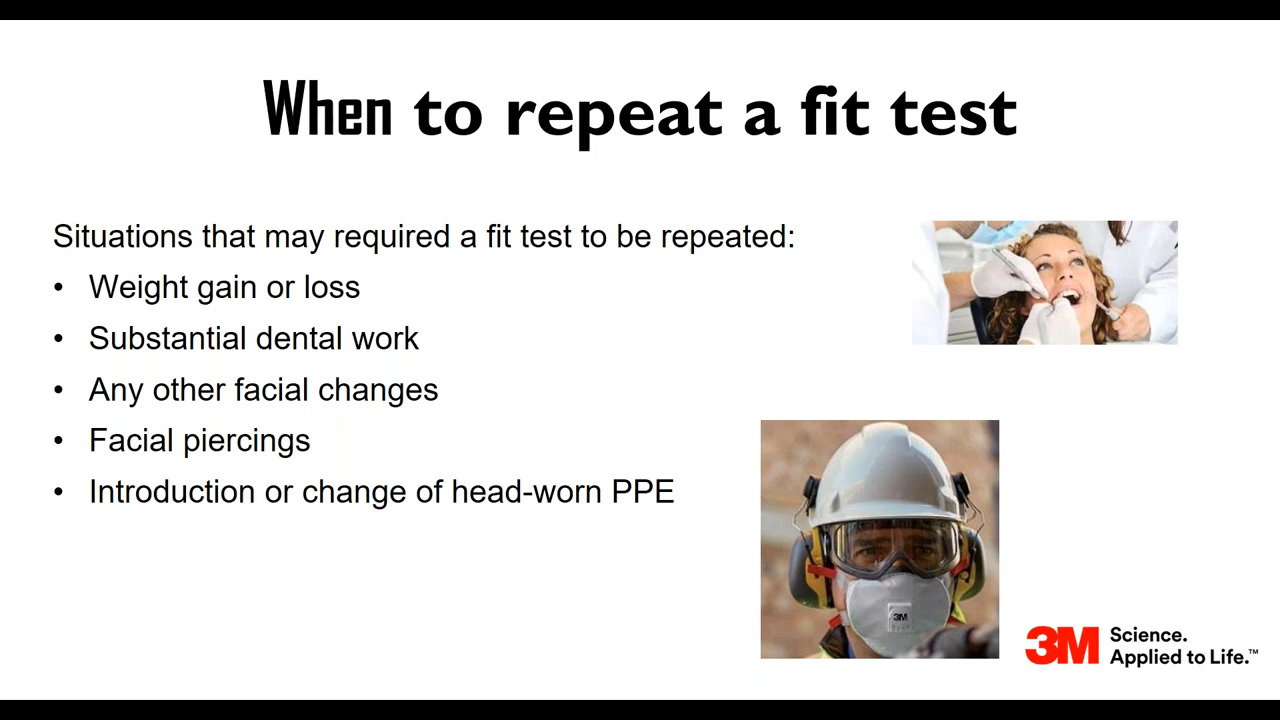 When to repeat a fit test
Situations that may required a fit test to be repeated:
• Weight gain or loss
• Substantial dental work
• Any other facial changes
• Facial piercings
• Introduction or change of head-worn PPE
3M
3M Science.
Applied to Life.™